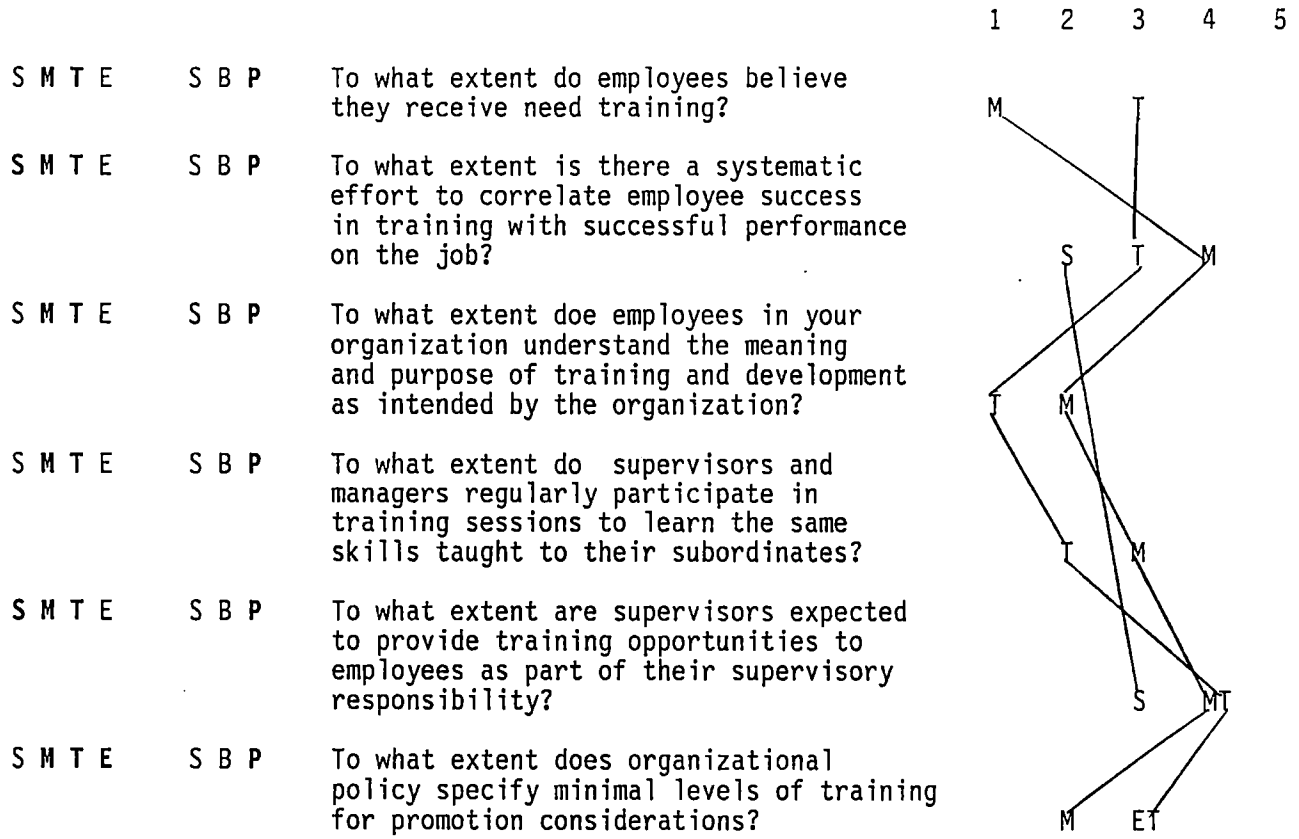 1 2 3 4 5
S M T E S B P To what extent do employees believe
they receive need training? M T
S M T E S B P To what extent is there a systematic
effort to correlate employee success
in training with successful performance
on the job? S T M
S M T E S B P To what extent doe employees in your
organization understand the meaning
and purpose of training and development
as intended by the organization? T M
S M T E S B P To what extent do supervisors and
managers regularly participate in
training sessions to learn the same
skills taught to their subordinates? T M
S M T E S B P To what extent are supervisors expected
to provide training opportunities to
employees as part of their supervisory
responsibility? S MT
S M T E S B P To what extent does organizational
policy specify minimal levels of training
for promotion considerations? M ET